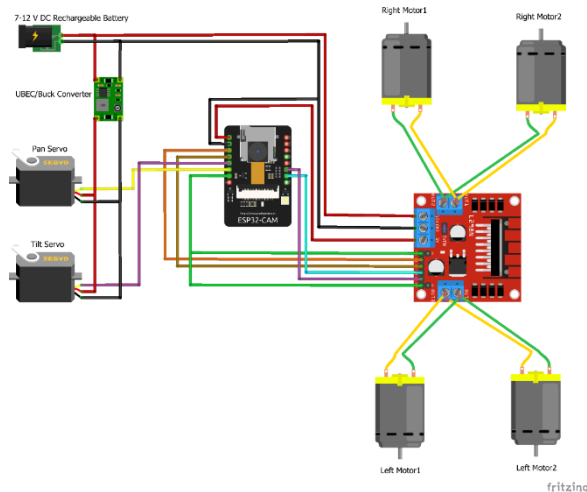 7-12 V DC Rechargeable Battery
Right Motor1
Right Motor2
UBEC/Buck Converter
Pan Servo
SERVO
ESP32-CAM
L298N
Tilt Servo
SERVO
Left Motor1
Left Motor2
fritzing